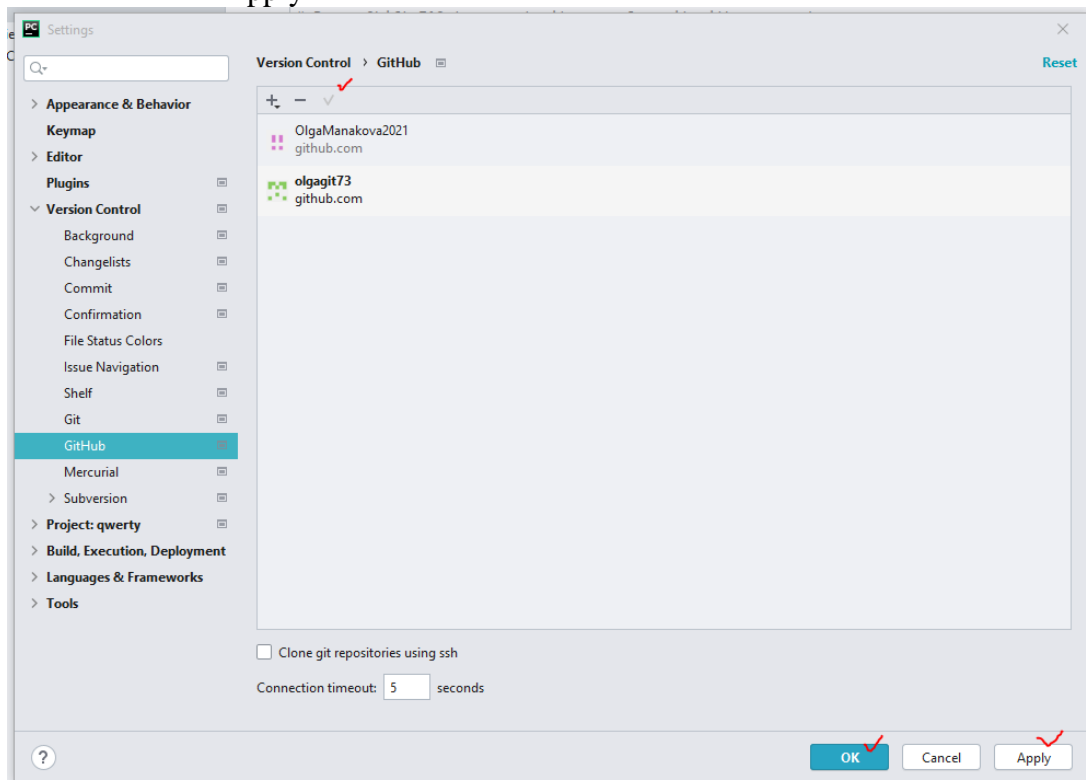 Apply
PC Settings
Version Control › GitHub
Reset
Appearance & Behavior
Keymap
Editor
Plugins
Version Control
Background
Changelists
Commit
Confirmation
File Status Colors
Issue Navigation
Shelf
Git
GitHub
Mercurial
Subversion
Project: qwerty
Build, Execution, Deployment
Languages & Frameworks
Tools
OlgaManakova2021
github.com
olgagit73
github.com
Clone git repositories using ssh
Connection timeout: 5 seconds
?
OK
Cancel
Apply